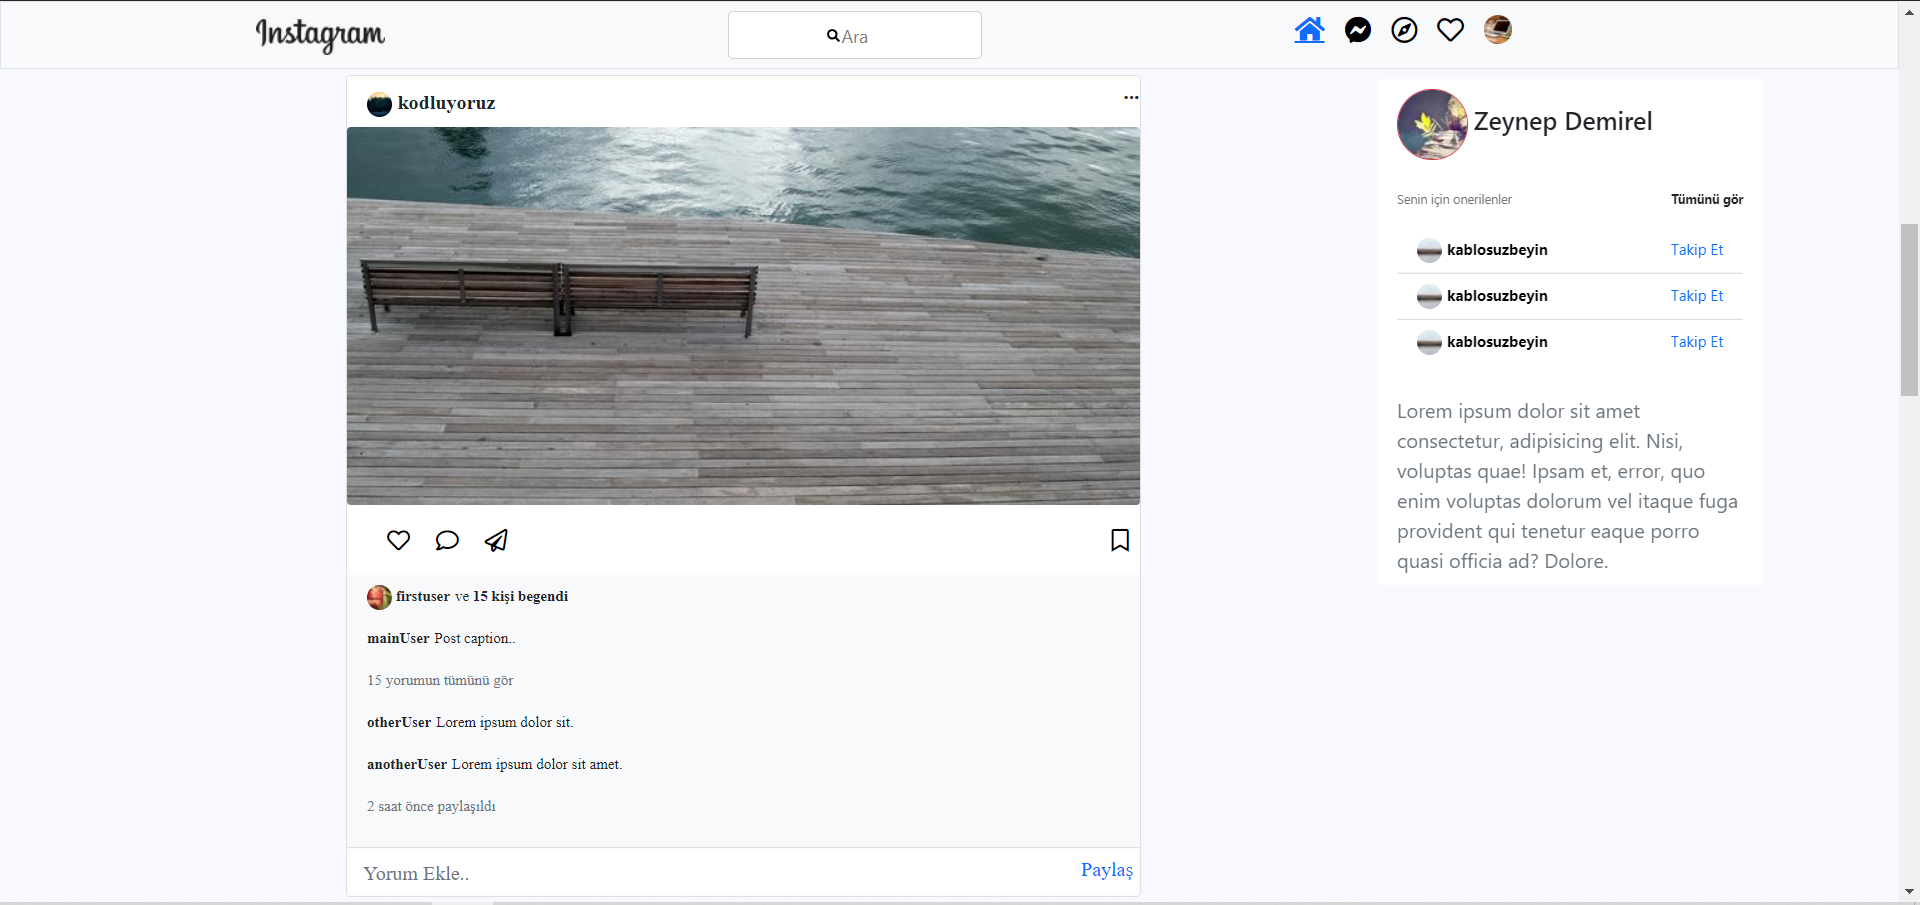 Instagram
Ara
kodluyoruz
firstuser ve 15 kişi begendi
mainUser Post caption..
15 yorumun tümünü gör
otherUser Lorem ipsum dolor sit.
anotherUser Lorem ipsum dolor sit amet.
2 saat önce paylaşıldı
Yorum Ekle..
Paylaş
Zeynep Demirel
Senin için onerilenler
Tümünü gör
kablosuzbeyin Takip Et
kablosuzbeyin Takip Et
kablosuzbeyin Takip Et
Lorem ipsum dolor sit amet
consectetur, adipisicing elit. Nisi,
voluptas quae! Ipsam et, error, quo
enim voluptas dolorum vel itaque fuga
provident qui tenetur eaque porro
quasi officia ad? Dolore.